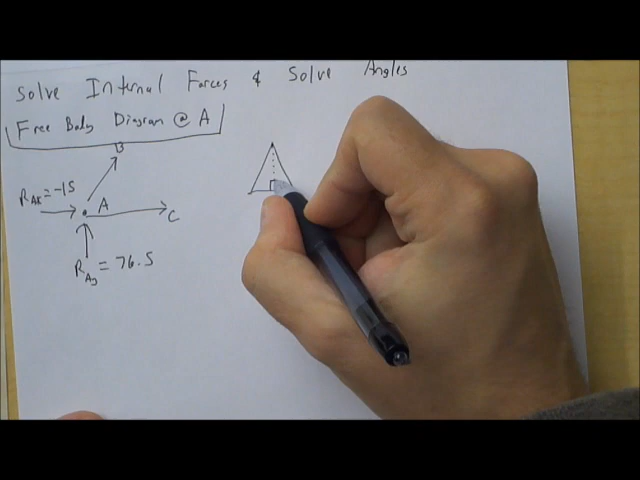 Solve Internal Forces & Solve Angles
Free Body Diagram @ A
B
RAx = -15
A
C
RAy = 76.5